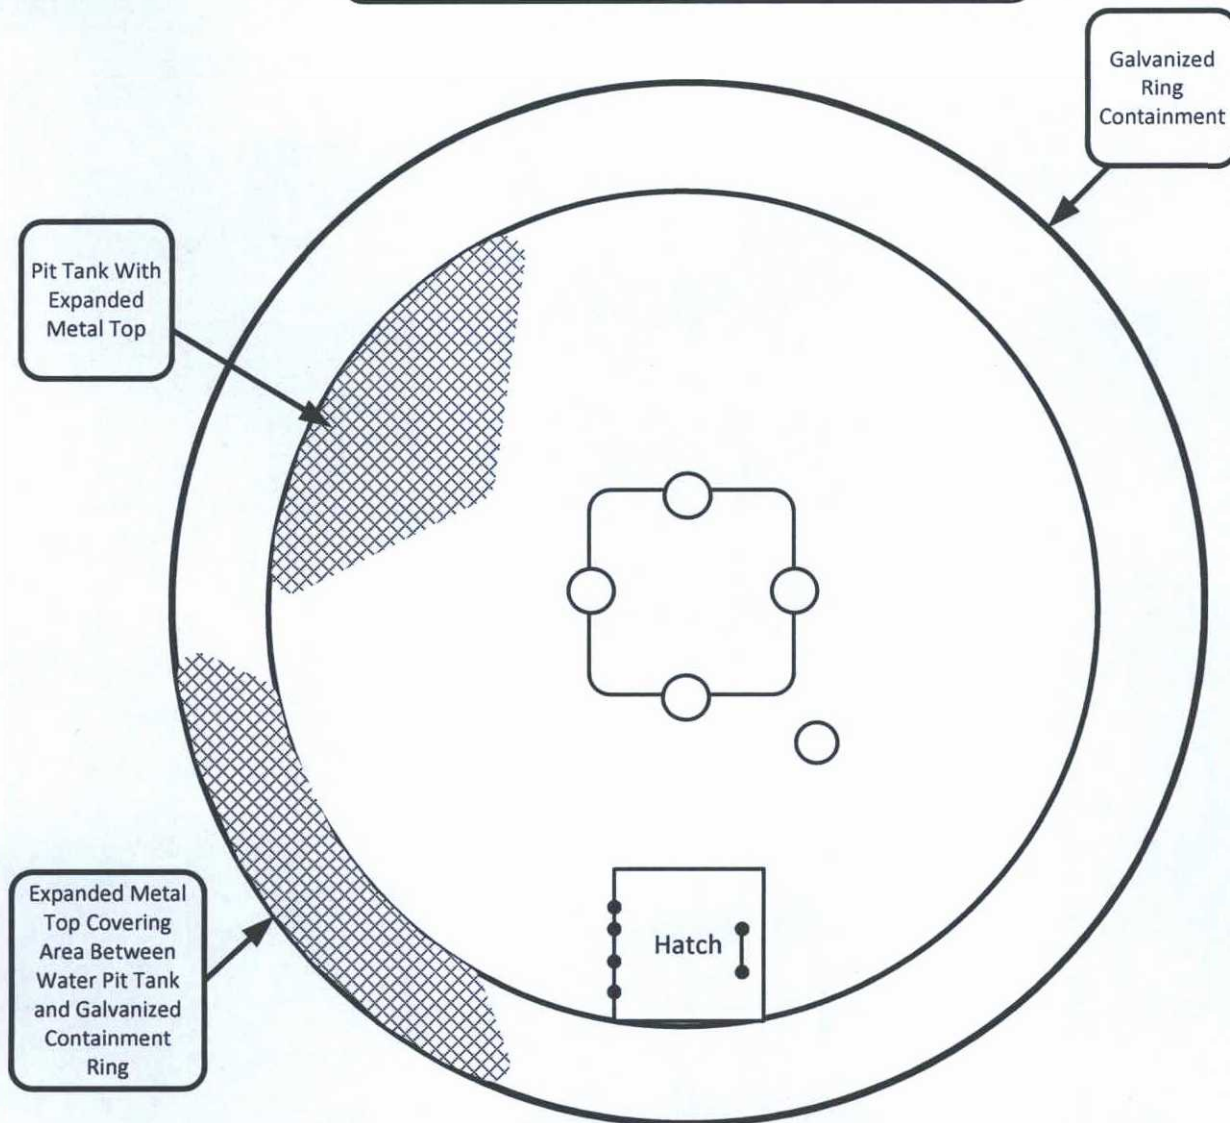 Galvanized
Ring
Containment
Pit Tank With
Expanded
Metal Top
Expanded Metal
Top Covering
Area Between
Water Pit Tank
and Galvanized
Containment
Ring
Hatch